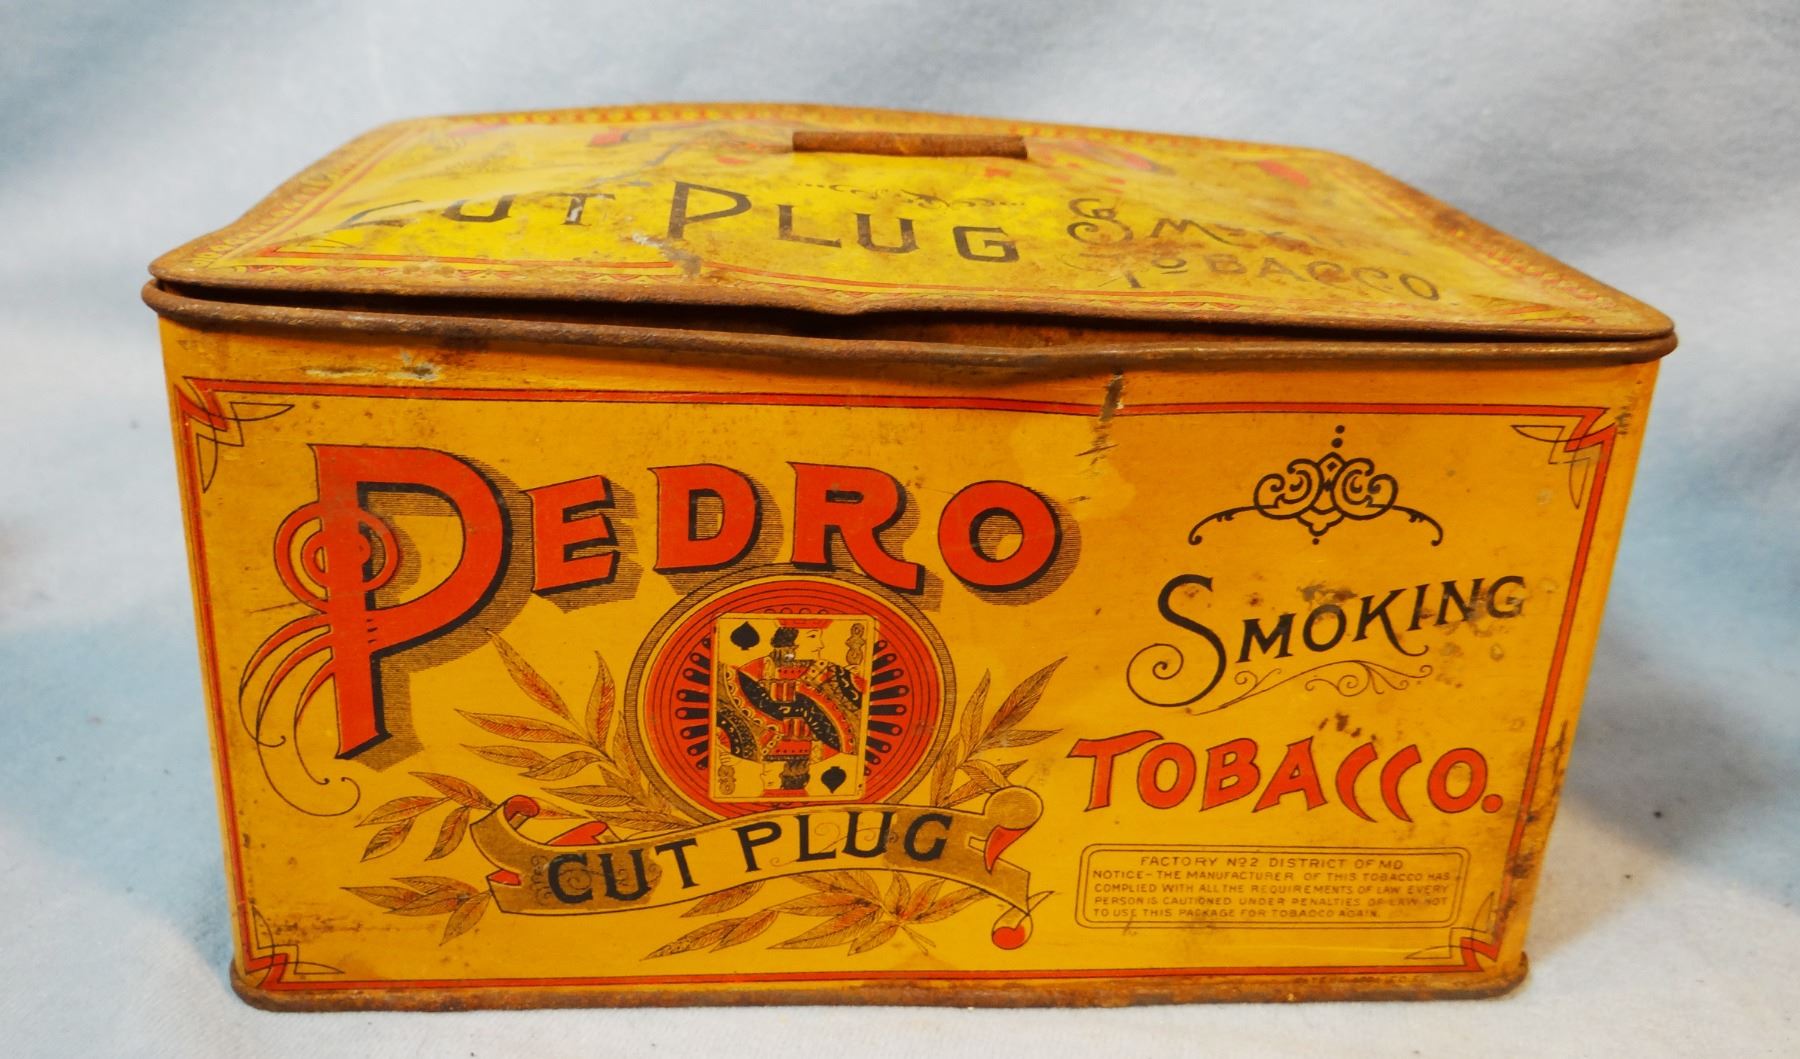 CUT PLUG SMOKING
TOBACCO
PEDRO
CUT PLUG
SMOKING
TOBACCO.
FACTORY Nº2 DISTRICT OF MD
NOTICE - THE MANUFACTURER OF THIS TOBACCO HAS
COMPLIED WITH ALL THE REQUIREMENTS OF LAW EVERY
PERSON IS CAUTIONED UNDER PENALTIES OF LAW NOT
TO USE THIS PACKAGE FOR TOBACCO AGAIN.